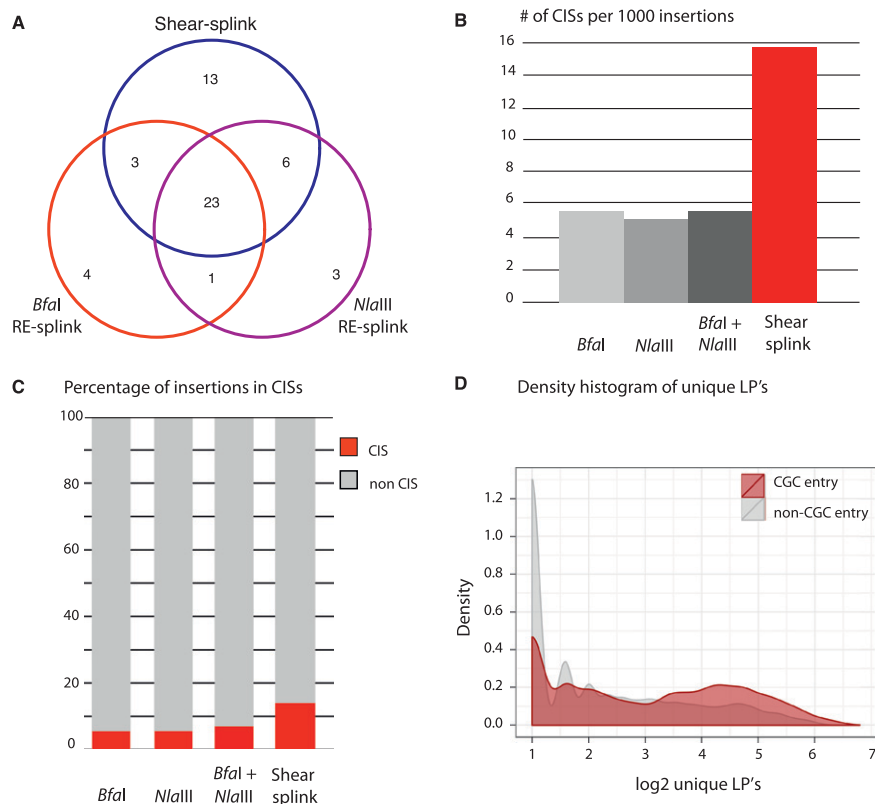 A
Shear-splink
13
3
6
23
4
1
3
BfaI
RE-splink
NlaIII
RE-splink
B
# of CISs per 1000 insertions
16
14
12
10
8
6
4
2
0
BfaI
NlaIII
BfaI +
NlaIII
Shear
splink
C
Percentage of insertions in CISs
100
80
60
40
20
0
CIS
non CIS
BfaI
NlaIII
BfaI +
NlaIII
Shear
splink
D
Density histogram of unique LP's
CGC entry
non-CGC entry
Density
1.2
1.0
0.8
0.6
0.4
0.2
0.0
1
2
3
4
5
6
7
log2 unique LP's